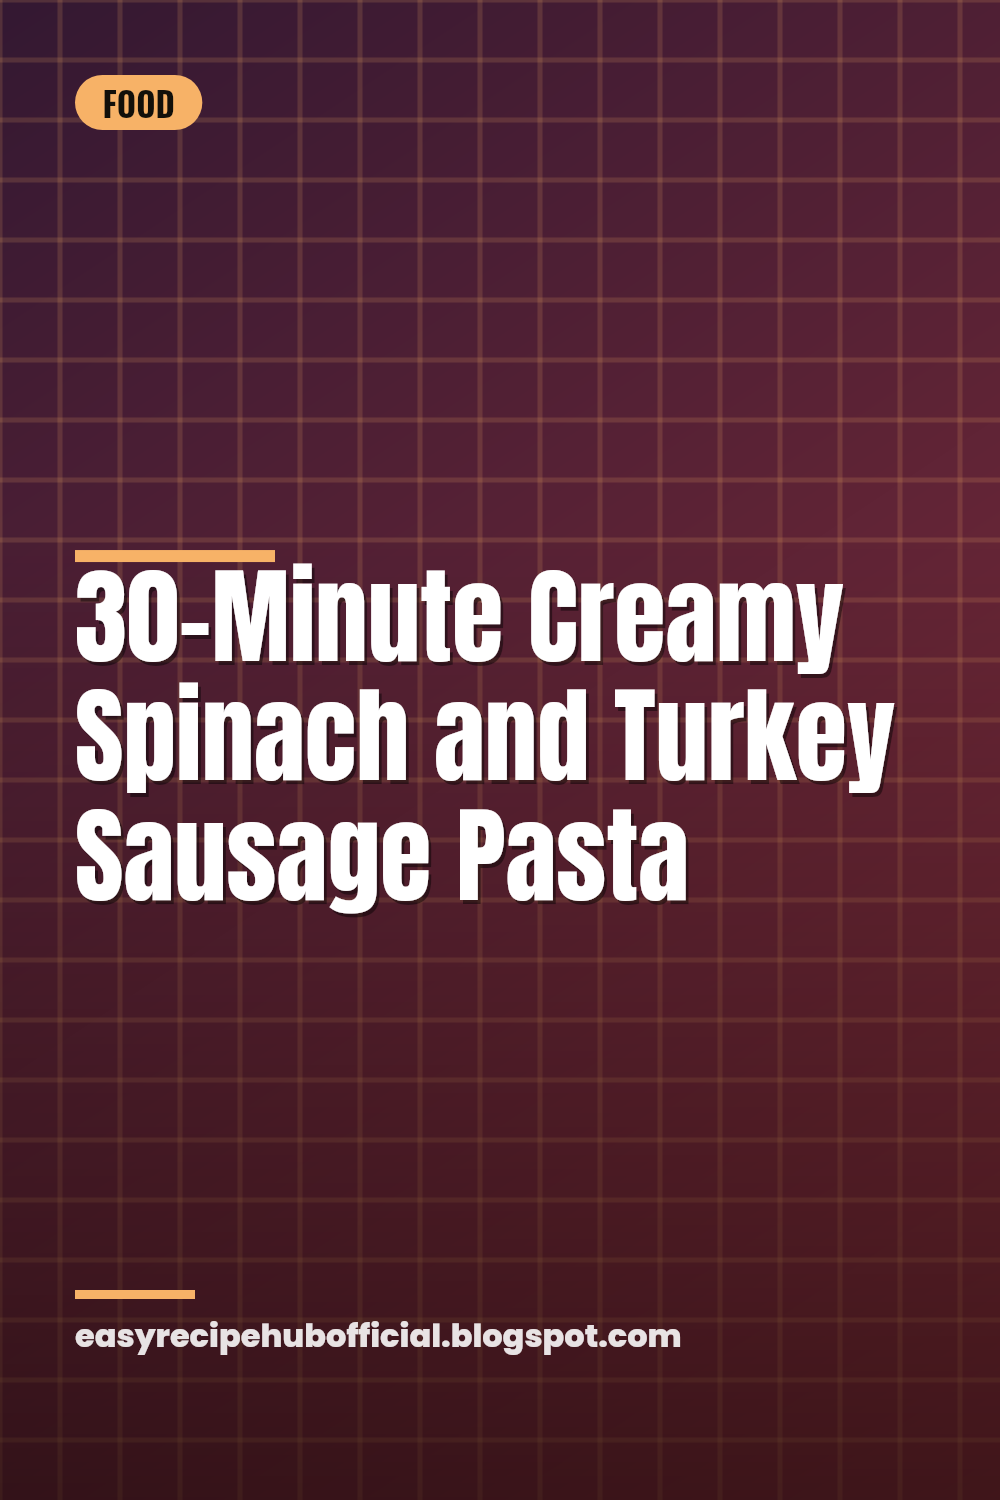 FOOD
30-Minute Creamy
Spinach and Turkey
Sausage Pasta
easyrecipehubofficial.blogspot.com